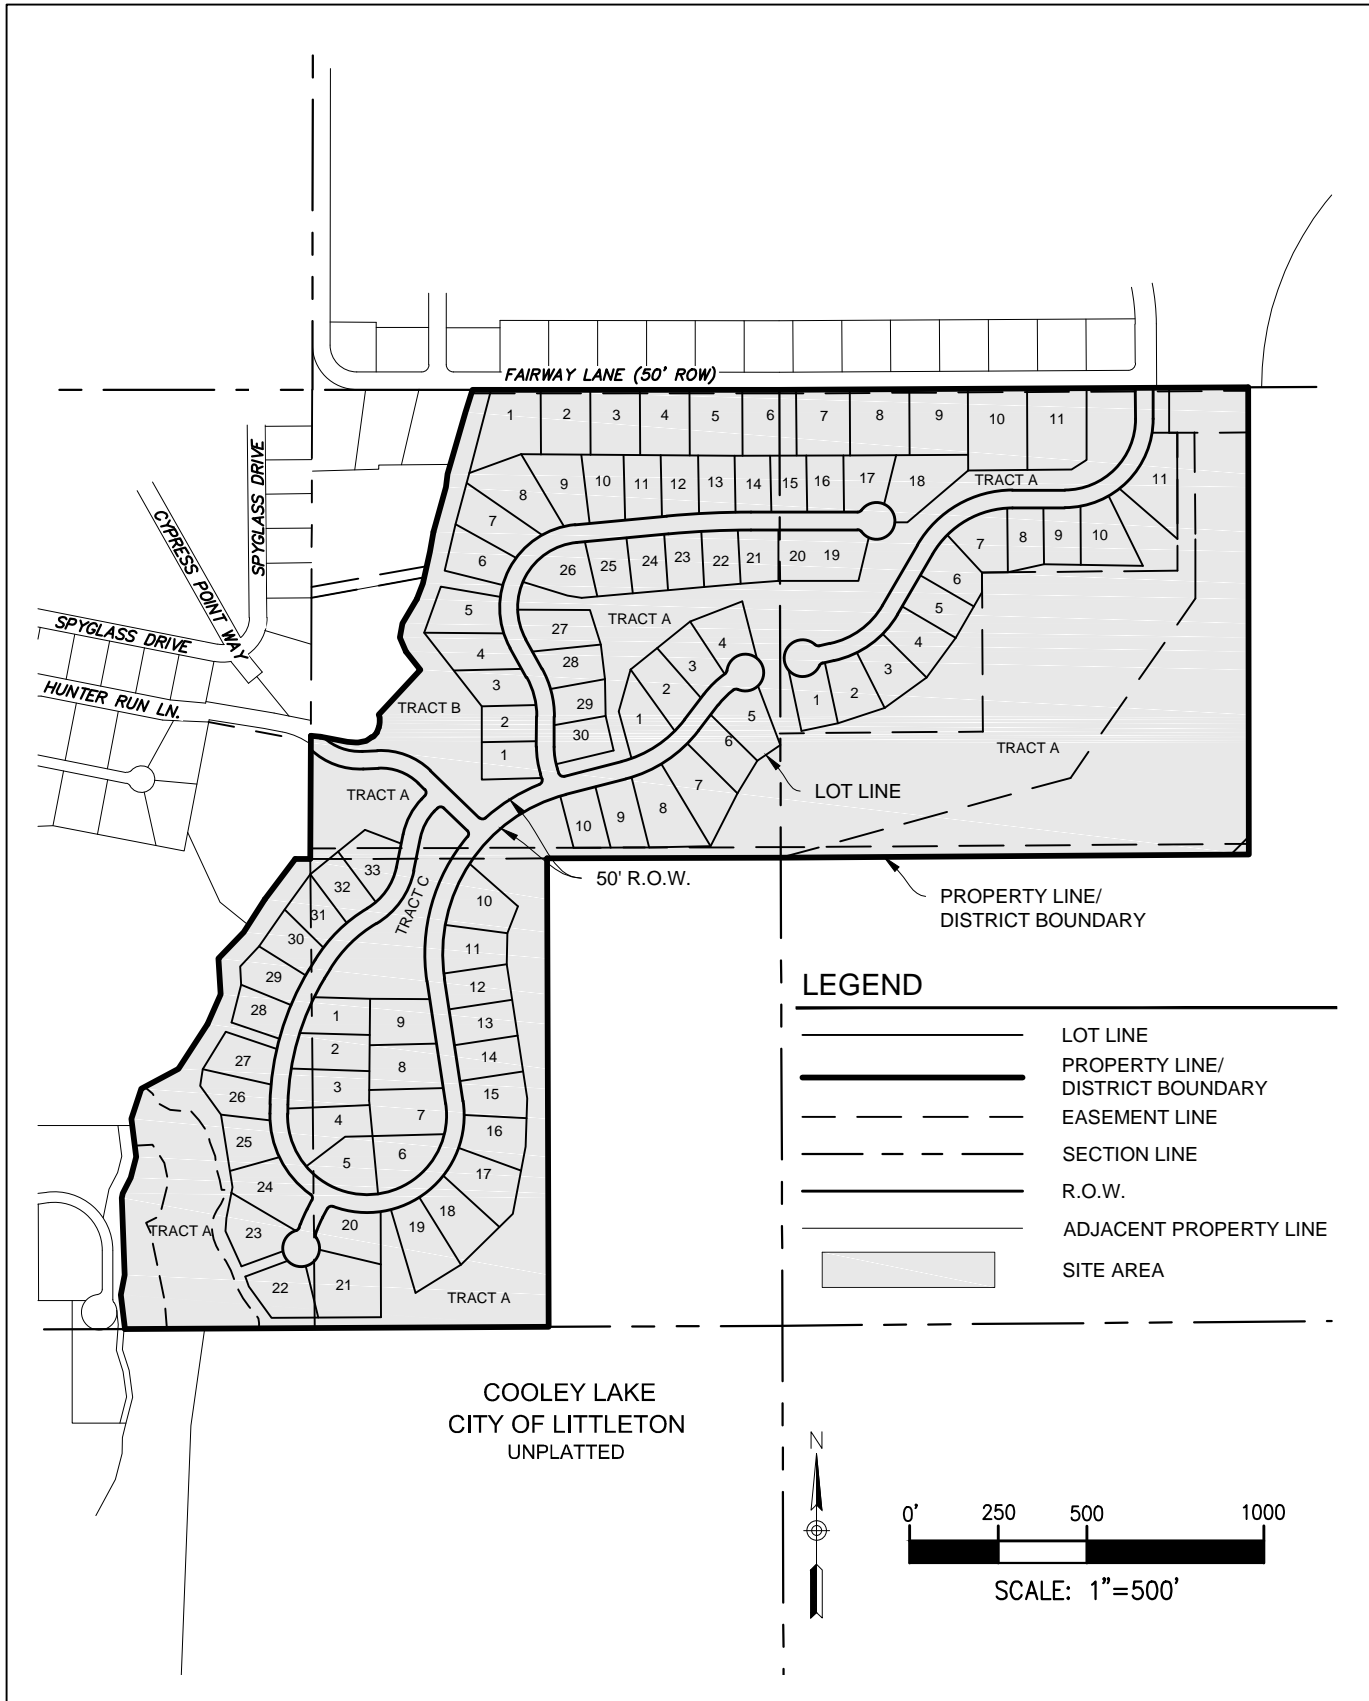 FAIRWAY LANE (50' ROW)
1 2 3 4 5 6 7 8 9 10 11
SPYGLASS DRIVE
CYPRESS POINT WAY
SPYGLASS DRIVE
HUNTER RUN LN.
8 9 10 11 12 13 14 15 16 17 18
TRACT A
11
7
6
26 25 24 23 22 21 20 19
7 8 9 10
6
5
4
3
2
1
5
4
3
2
1
27
28
29
30
TRACT A
TRACT B
4
3
2
1
5
6
7
8
9
10
TRACT A
LOT LINE
TRACT A
50' R.O.W.
PROPERTY LINE/
DISTRICT BOUNDARY
TRACT C
33
32
31
30
29
28
27
26
25
24
23
22
21
20
19
18
17
16
15
14
13
12
11
10
1
2
3
4
5
6
7
8
9
TRACT A
TRACT A
LEGEND
LOT LINE
PROPERTY LINE/
DISTRICT BOUNDARY
EASEMENT LINE
SECTION LINE
R.O.W.
ADJACENT PROPERTY LINE
SITE AREA
COOLEY LAKE
CITY OF LITTLETON
UNPLATTED
N
0' 250 500 1000
SCALE: 1"=500'